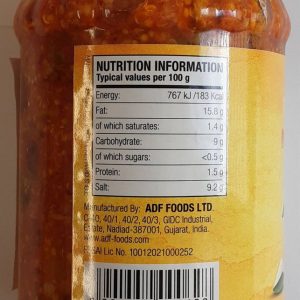 NUTRITION INFORMATION
Typical values per 100 g
Energy: 767 kJ /183 Kcal
Fat: 15.8 g
of which saturates: 1.4 g
Carbohydrate: 9 g
of which sugars: <0.5 g
Protein: 1.5 g
Salt: 9.2 g
Manufactured By: ADF FOODS LTD.
C-40, 40/1, 40/2, 40/3, GIDC Industrial,
Estate, Nadiad-387001, Gujarat, India.
www.adf-foods.com
FSSAI Lic No. 10012021000252